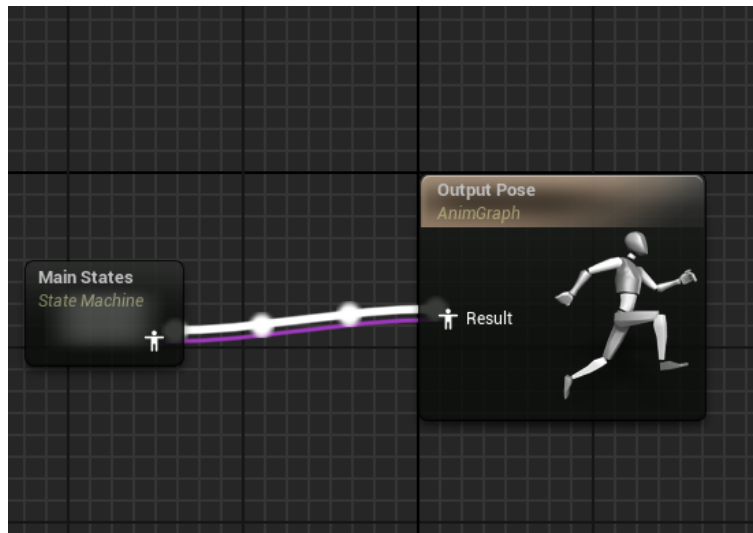 Output Pose
AnimGraph
Main States
State Machine
Result